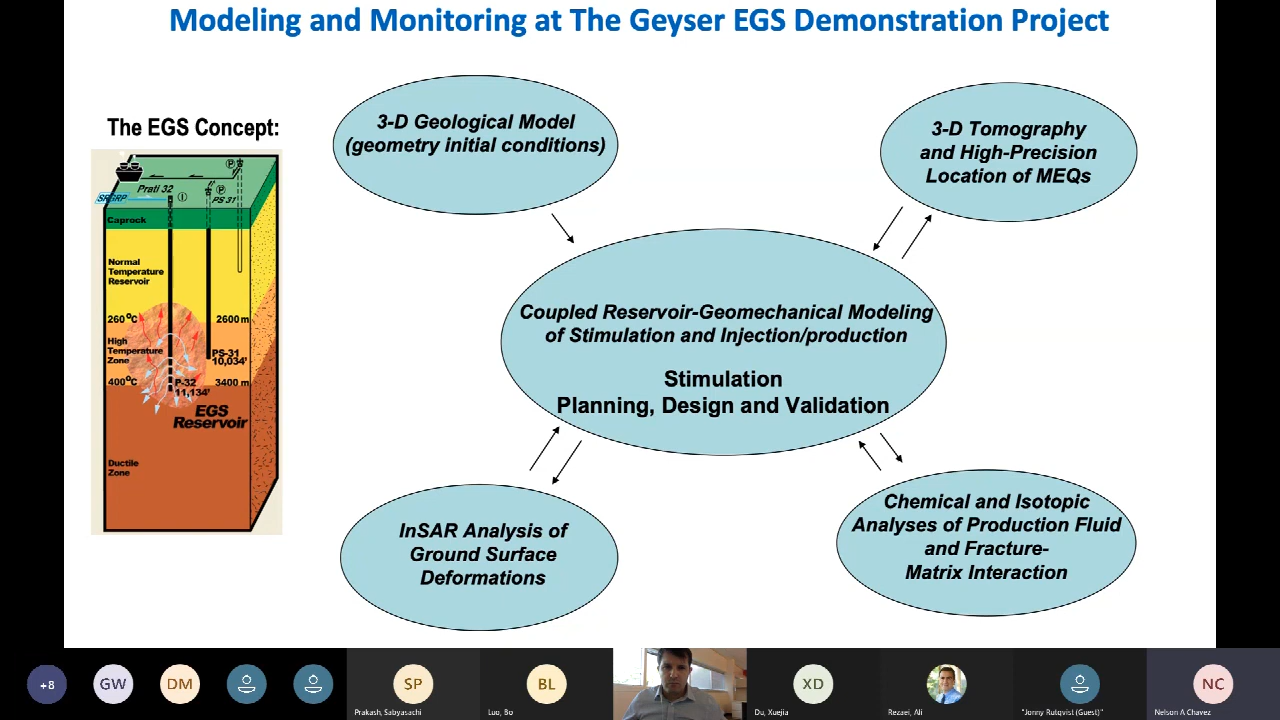 Modeling and Monitoring at The Geyser EGS Demonstration Project
The EGS Concept:
P
Prati 32
P
SRGRP
I
PS 31
Caprock
Normal
Temperature
Reservoir
260°C
2600 m
High
Temperature
Zone
PS-31
10,034'
400°C
P-32
3400 m
11,134'
EGS
Reservoir
Ductile
Zone
3-D Geological Model
(geometry initial conditions)
3-D Tomography
and High-Precision
Location of MEQs
Coupled Reservoir-Geomechanical Modeling
of Stimulation and Injection/production
Stimulation
Planning, Design and Validation
InSAR Analysis of
Ground Surface
Deformations
Chemical and Isotopic
Analyses of Production Fluid
and Fracture-
Matrix Interaction
+8
GW
DM
SP
Prakash, Sabyasachi
BL
Luo, Bo
XD
Du, Xuejia
Rezaei, Ali
"Jonny Rutqvist (Guest)"
NC
Nelson A Chavez